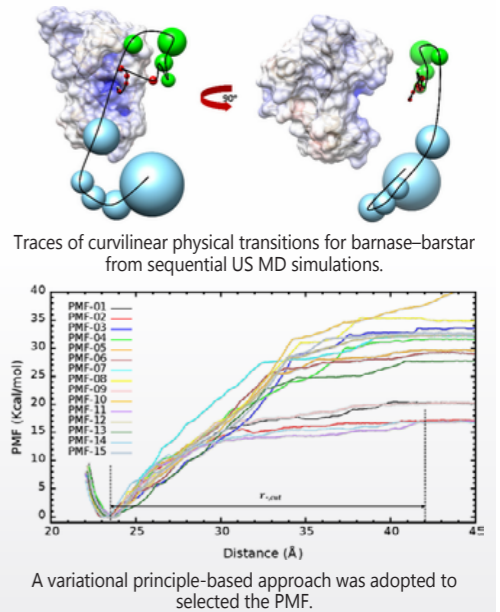 90°
Traces of curvilinear physical transitions for barnase–barstar
from sequential US MD simulations.
40
35
30
25
20
15
10
5
0
PMF (Kcal/mol)
PMF-01
PMF-02
PMF-03
PMF-04
PMF-05
PMF-06
PMF-07
PMF-08
PMF-09
PMF-10
PMF-11
PMF-12
PMF-13
PMF-14
PMF-15
20 25 30 35 40 45
Distance (Å)
A variational principle-based approach was adopted to
selected the PMF.